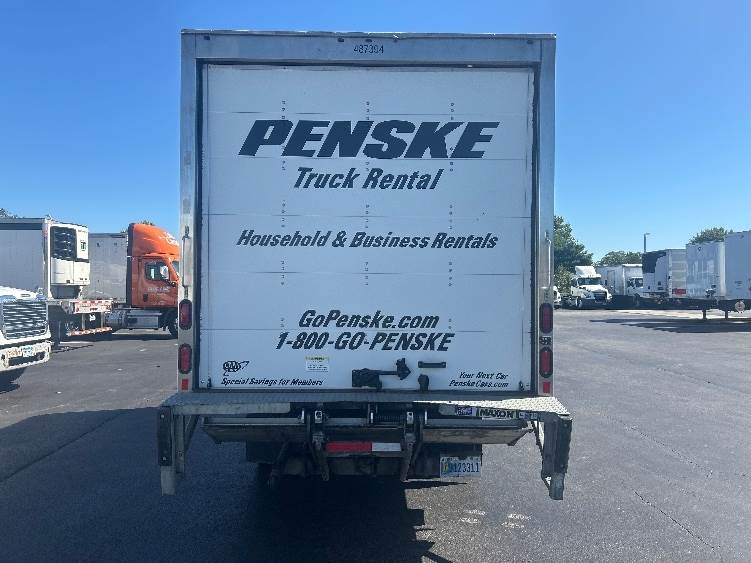 487394
PENSKE
Truck Rental
Household & Business Rentals
GoPenske.com
1-800-GO-PENSKE
AAA
Special Savings for Members
Your Next Car
PenskeCars.com
MAXON